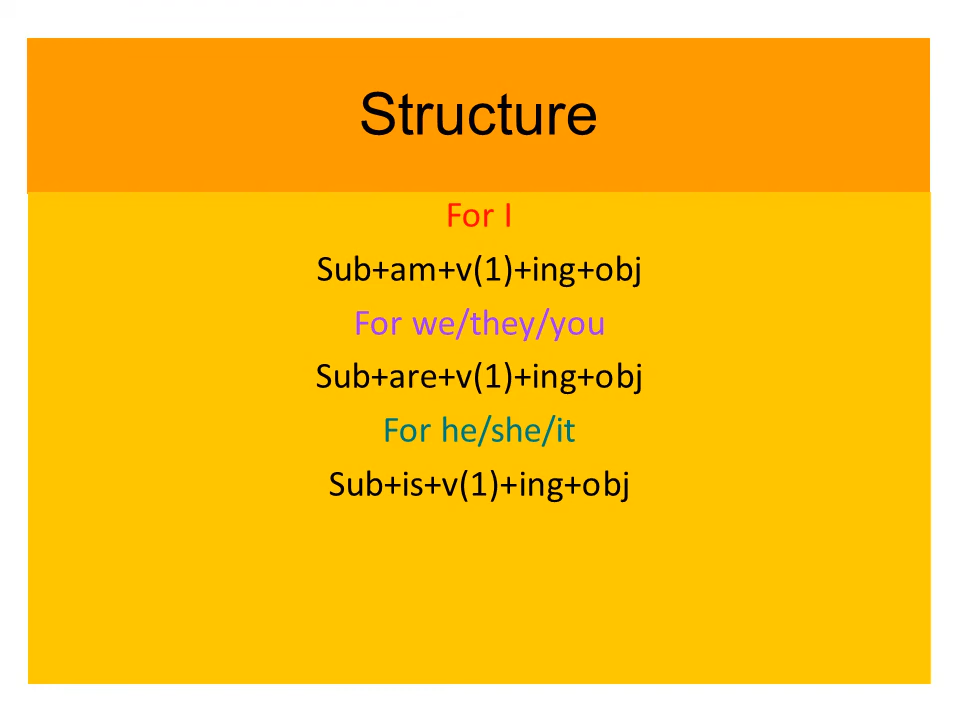 Structure
For I
Sub+am+v(1)+ing+obj
For we/they/you
Sub+are+v(1)+ing+obj
For he/she/it
Sub+is+v(1)+ing+obj